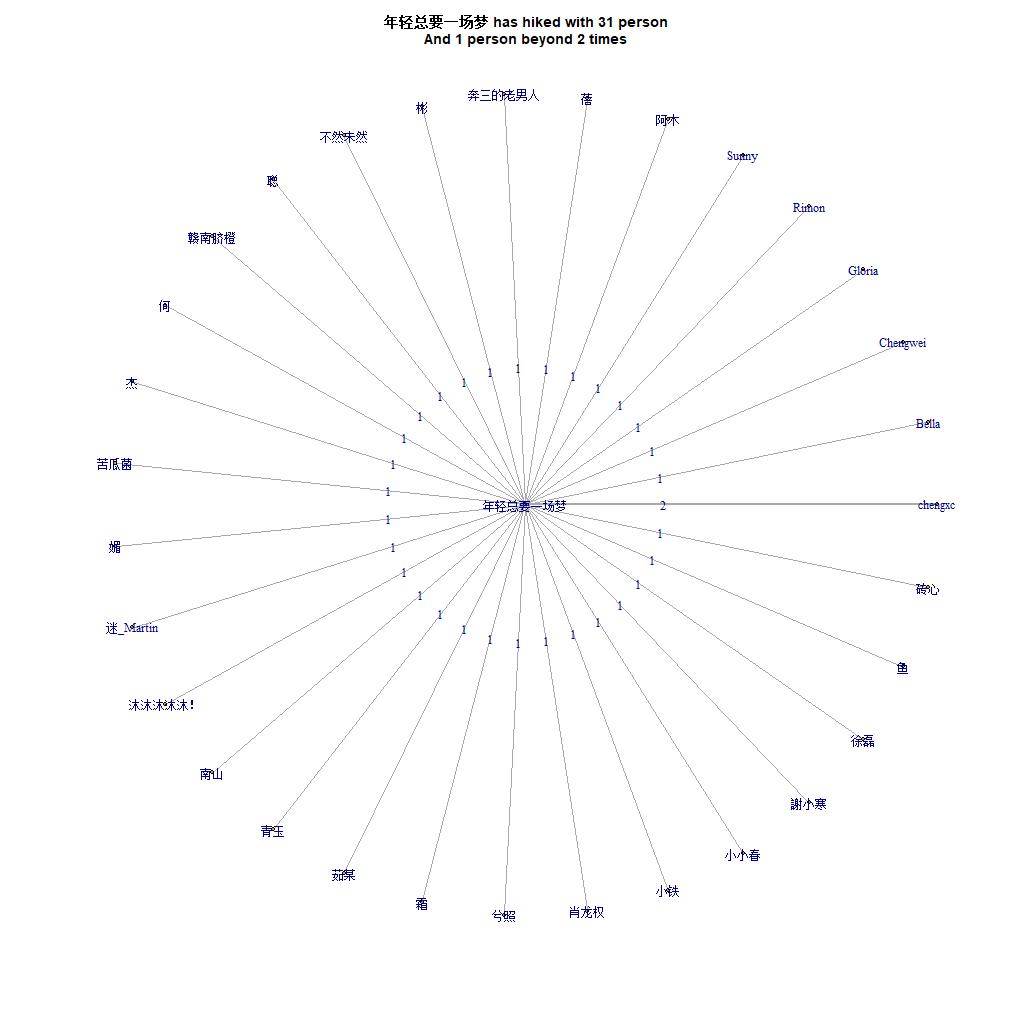 年轻总要一场梦 has hiked with 31 person
And 1 person beyond 2 times
奔三的老男人
蓓
彬
阿木
不然未然
Sunny
聪
Rimon
赣南脐橙
Gloria
何
Chengwei
1 1 1 1
1 1
杰
1 1
1 1
1 1
Bella
1 1
苦瓜菌
1 1
1 1
年轻总要一场梦 2 chengxc
1 1
媚
1 1
1 1
砖心
1 1
迷_Martin
1 1
1 1
1 1 1 1
鱼
沐沐沐沐沐！
徐磊
南山
謝小寒
青玉
小小春
茹某
小铁
霜
肖龙权
兮照